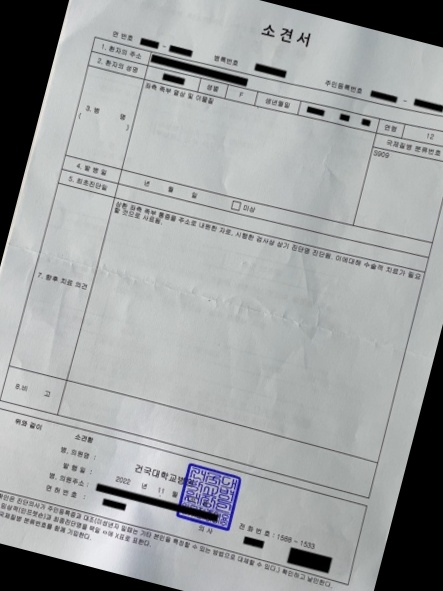 소견서
연 번호 -
병록번호
주민등록번호 -
1. 환자의 주소
2. 환자의 성명 성별 F 생년월일 연령 12
3. 병 명
( )
좌측 족부 열상 및 이물질
국제질병 분류번호
S909
4. 발 병 일 년 월 일 미상
5. 최초진단일
7. 향후 치료 의견
상환 좌측 족부 통증을 주소로 내원한 자로, 시행한 검사상 상기 진단명 진단됨. 이에대해 수술적 치료가 필요
할 것으로 사료됨.
8. 비 고
위와 같이 소견함
병. 의원명 : 건국대학교병
발 행 일 : 2022 년 11 월
병. 의원주소 :
면 허 번 호 : 의 사 전 화 번 호 : 1588 - 1533